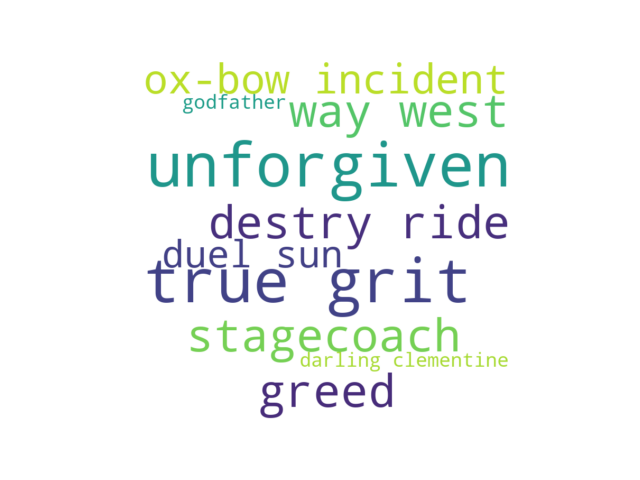 ox-bow incident
godfather
way west
unforgiven
destry ride
duel sun
true grit
stagecoach
darling clementine
greed